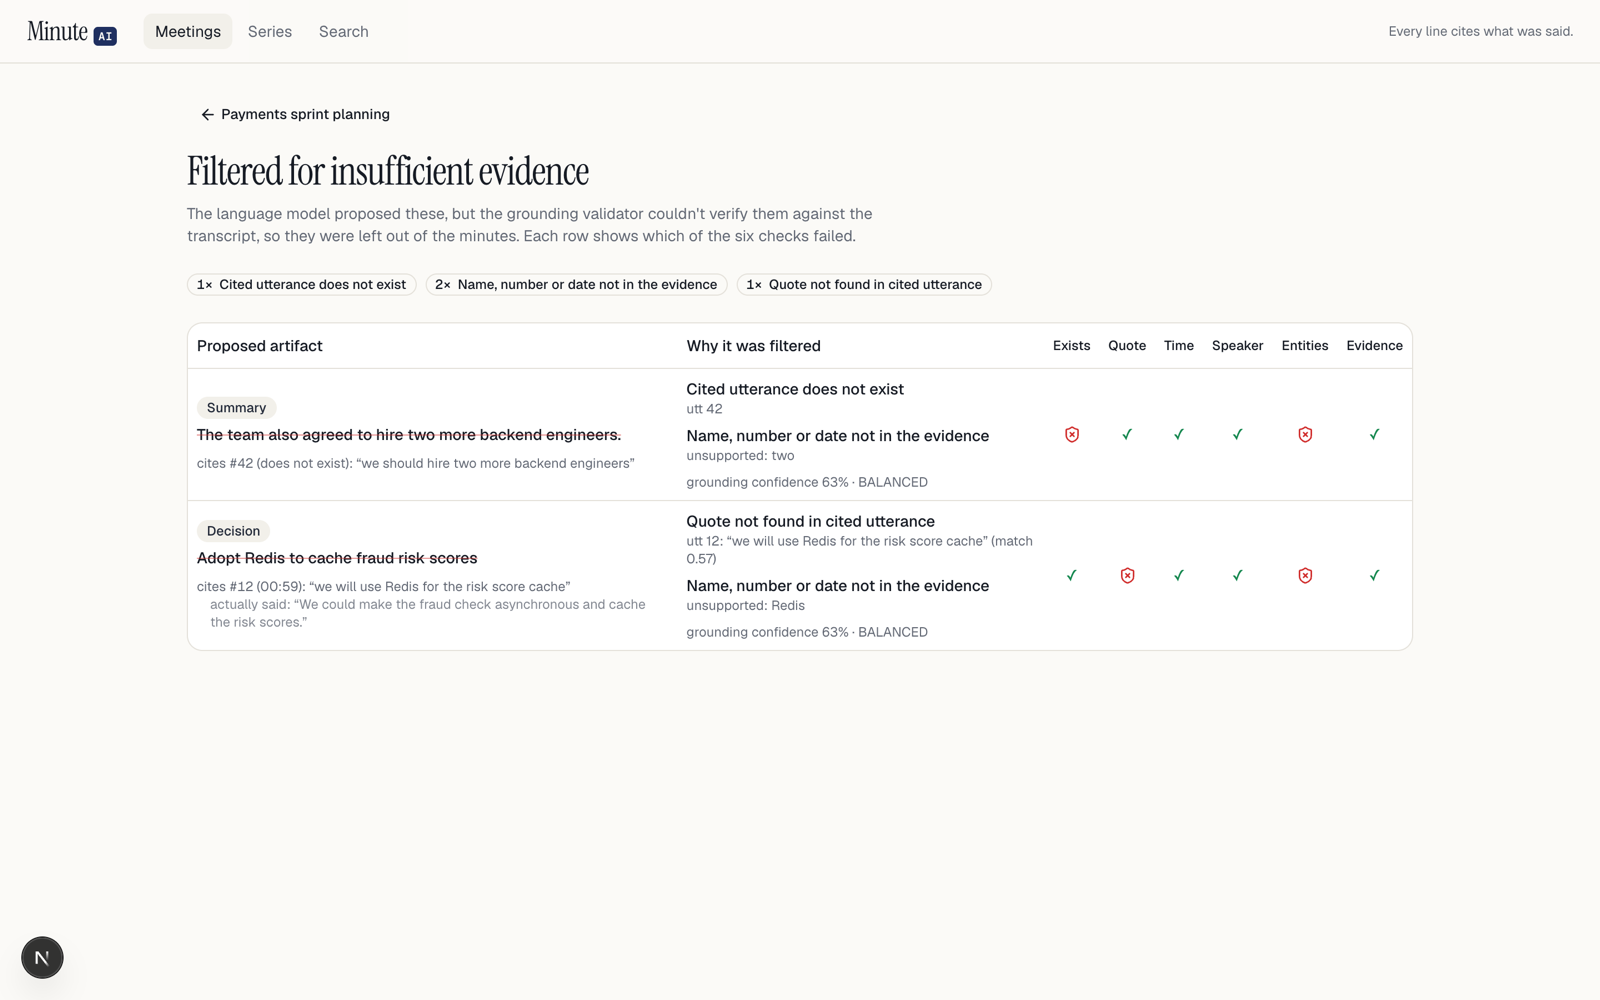 Minute AI
Meetings
Series
Search
Every line cites what was said.
← Payments sprint planning
Filtered for insufficient evidence
The language model proposed these, but the grounding validator couldn't verify them against the
transcript, so they were left out of the minutes. Each row shows which of the six checks failed.
1× Cited utterance does not exist
2× Name, number or date not in the evidence
1× Quote not found in cited utterance
Proposed artifact
Why it was filtered
Exists
Quote
Time
Speaker
Entities
Evidence
Summary
The team also agreed to hire two more backend engineers.
cites #42 (does not exist): “we should hire two more backend engineers”
Cited utterance does not exist
utt 42
Name, number or date not in the evidence
unsupported: two
grounding confidence 63% · BALANCED
✓ ✓ ✓ ✓
Decision
Adopt Redis to cache fraud risk scores
cites #12 (00:59): “we will use Redis for the risk score cache”
actually said: “We could make the fraud check asynchronous and cache
the risk scores.”
Quote not found in cited utterance
utt 12: “we will use Redis for the risk score cache” (match
0.57)
Name, number or date not in the evidence
unsupported: Redis
grounding confidence 63% · BALANCED
✓ ✓ ✓ ✓
N